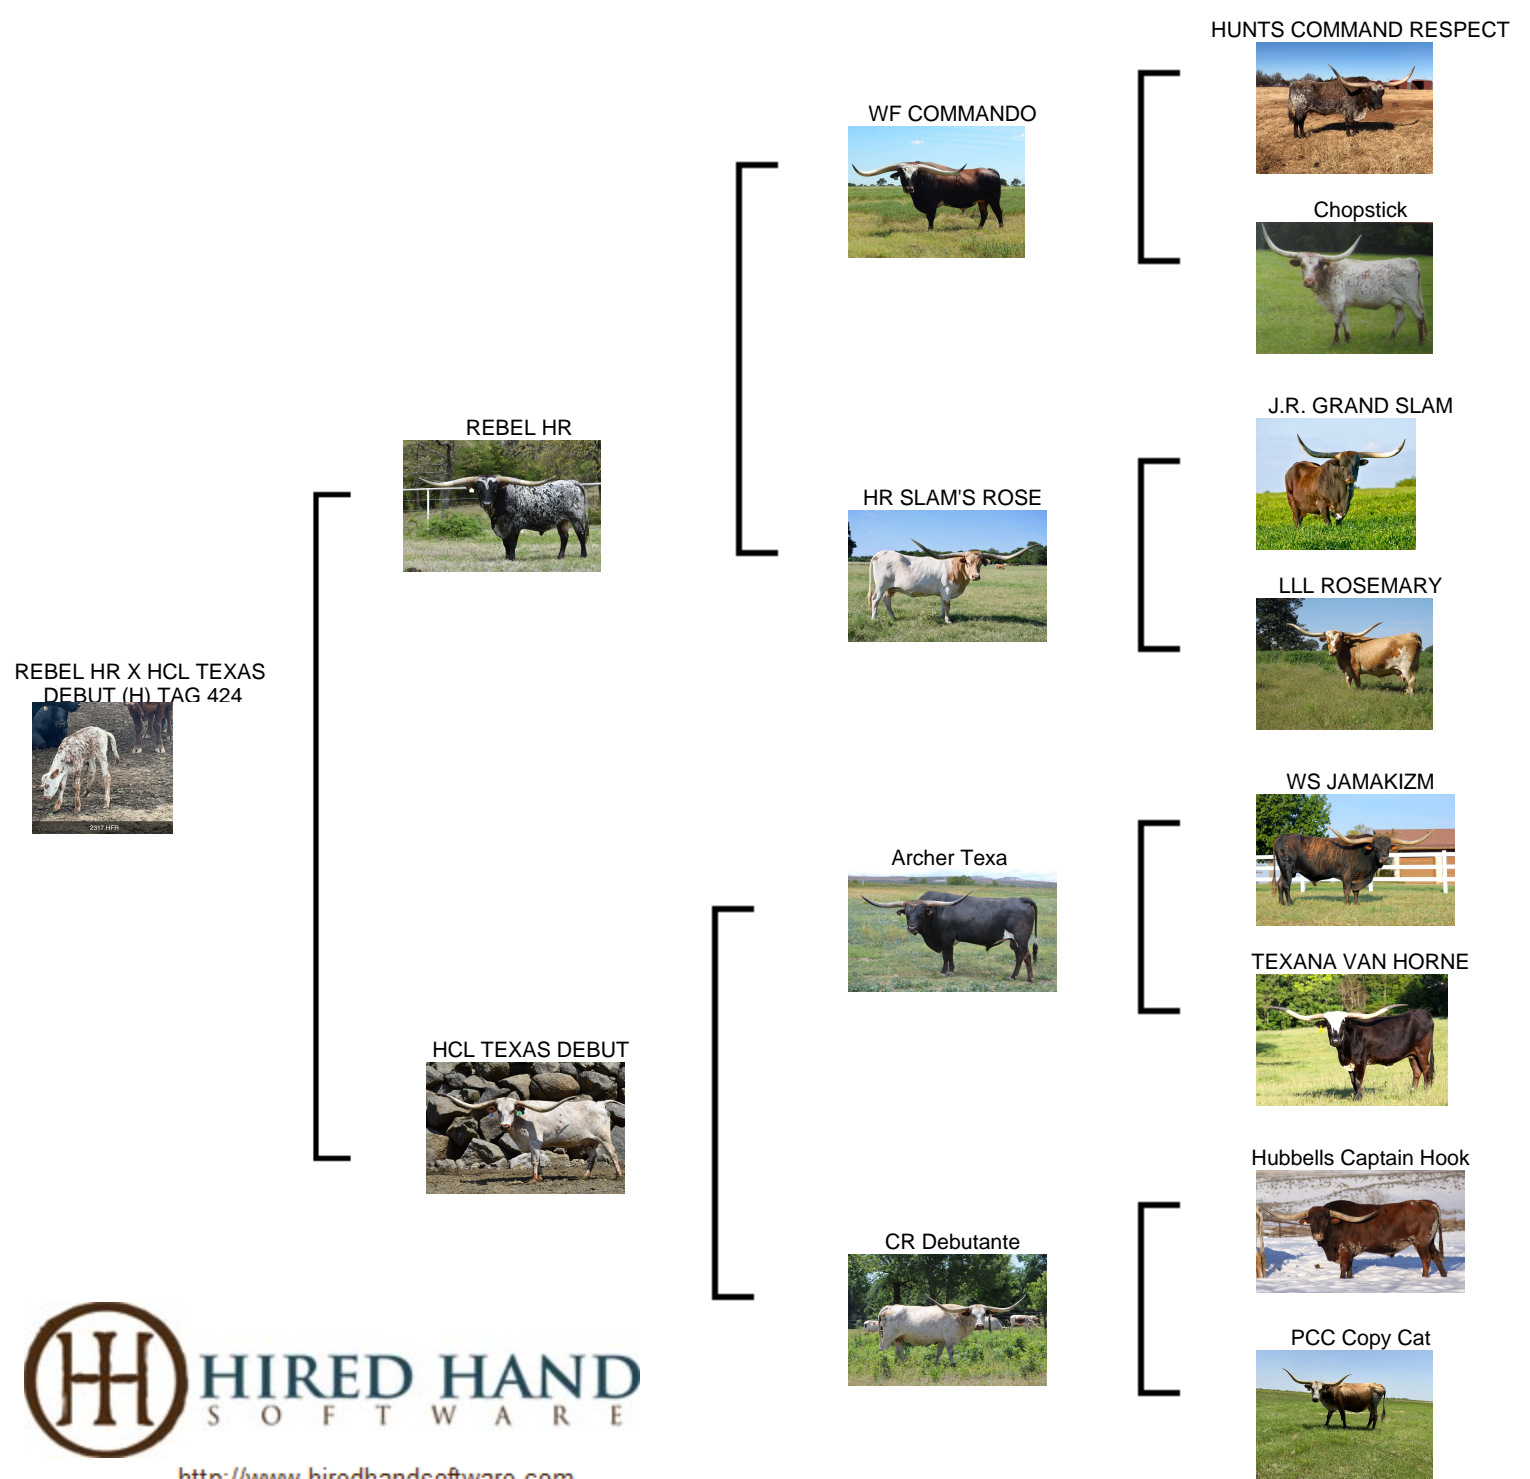 HUNTS COMMAND RESPECT
WF COMMANDO
Chopstick
J.R. GRAND SLAM
REBEL HR
HR SLAM'S ROSE
LLL ROSEMARY
REBEL HR X HCL TEXAS
DEBUT (H) TAG 424
2317 HFR
WS JAMAKIZM
Archer Texa
TEXANA VAN HORNE
HCL TEXAS DEBUT
Hubbells Captain Hook
CR Debutante
PCC Copy Cat
HIRED HAND
SOFTWARE
http://www.hiredhandsoftware.com